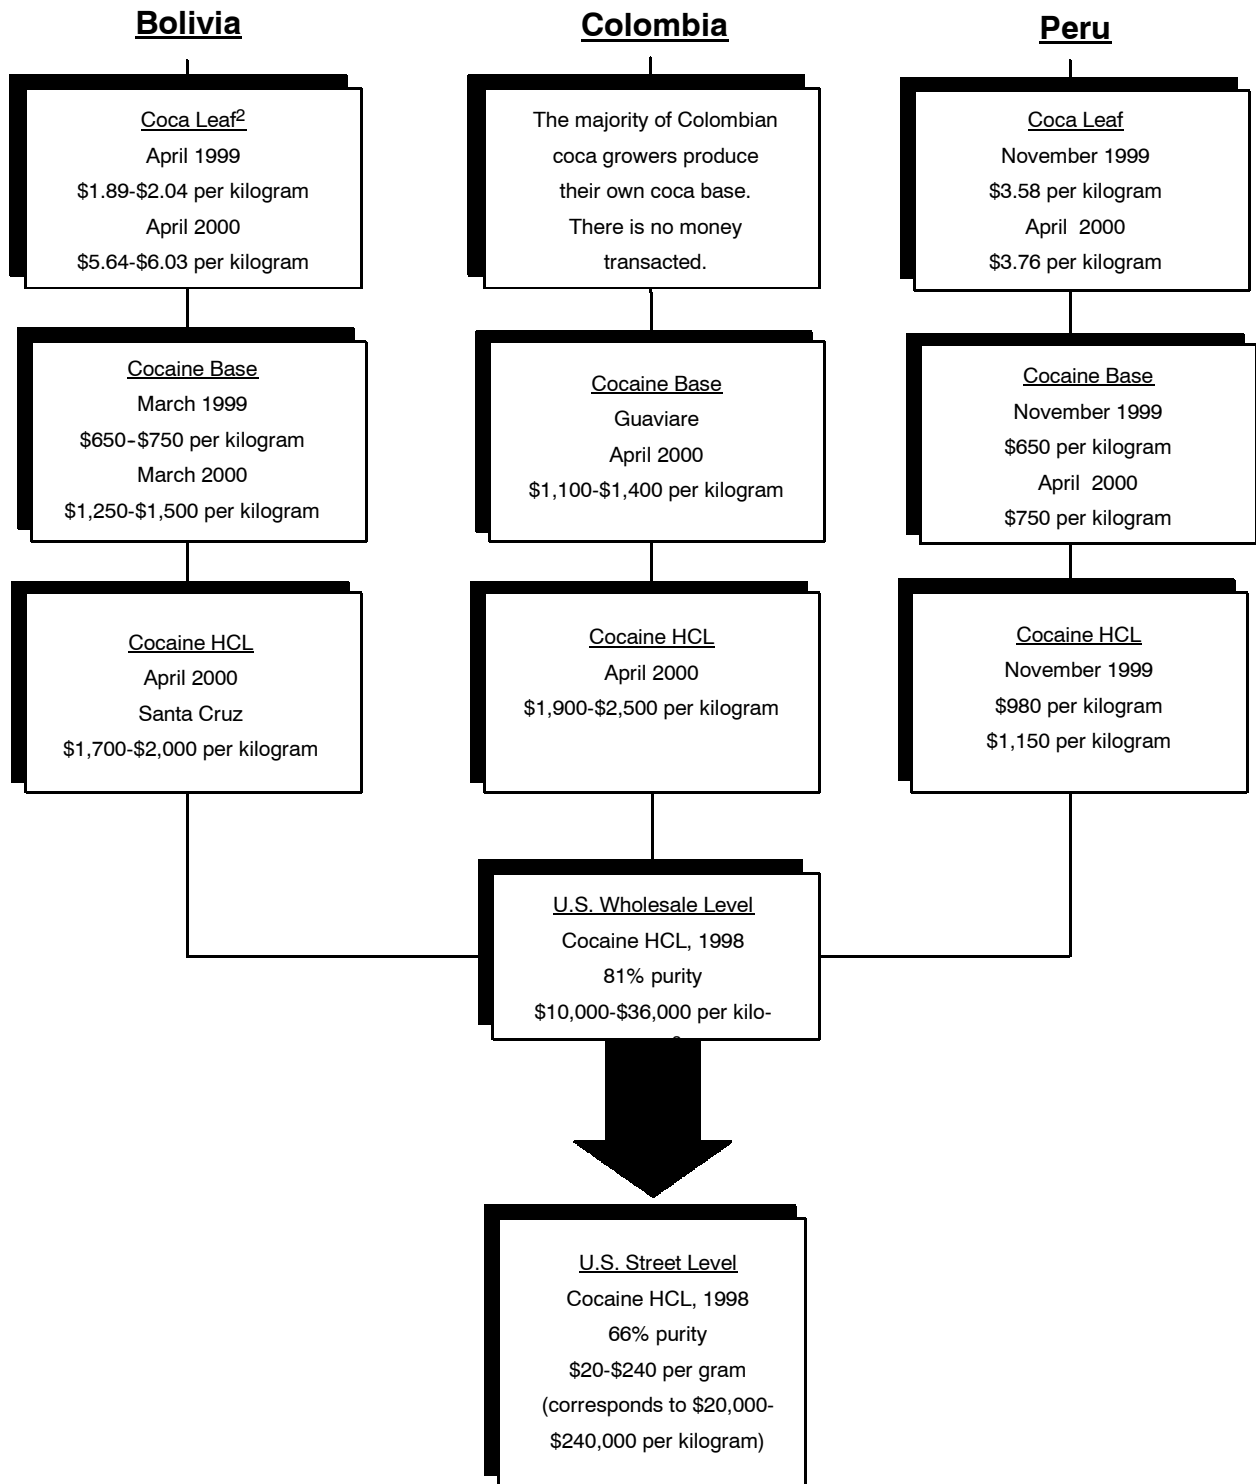 Bolivia
Coca Leaf2
April 1999
$1.89-$2.04 per kilogram
April 2000
$5.64-$6.03 per kilogram
Cocaine Base
March 1999
$650-$750 per kilogram
March 2000
$1,250-$1,500 per kilogram
Cocaine HCL
April 2000
Santa Cruz
$1,700-$2,000 per kilogram
Colombia
The majority of Colombian
coca growers produce
their own coca base.
There is no money
transacted.
Cocaine Base
Guaviare
April 2000
$1,100-$1,400 per kilogram
Cocaine HCL
April 2000
$1,900-$2,500 per kilogram
Peru
Coca Leaf
November 1999
$3.58 per kilogram
April 2000
$3.76 per kilogram
Cocaine Base
November 1999
$650 per kilogram
April 2000
$750 per kilogram
Cocaine HCL
November 1999
$980 per kilogram
$1,150 per kilogram
U.S. Wholesale Level
Cocaine HCL, 1998
81% purity
$10,000-$36,000 per kilo-
U.S. Street Level
Cocaine HCL, 1998
66% purity
$20-$240 per gram
(corresponds to $20,000-
$240,000 per kilogram)